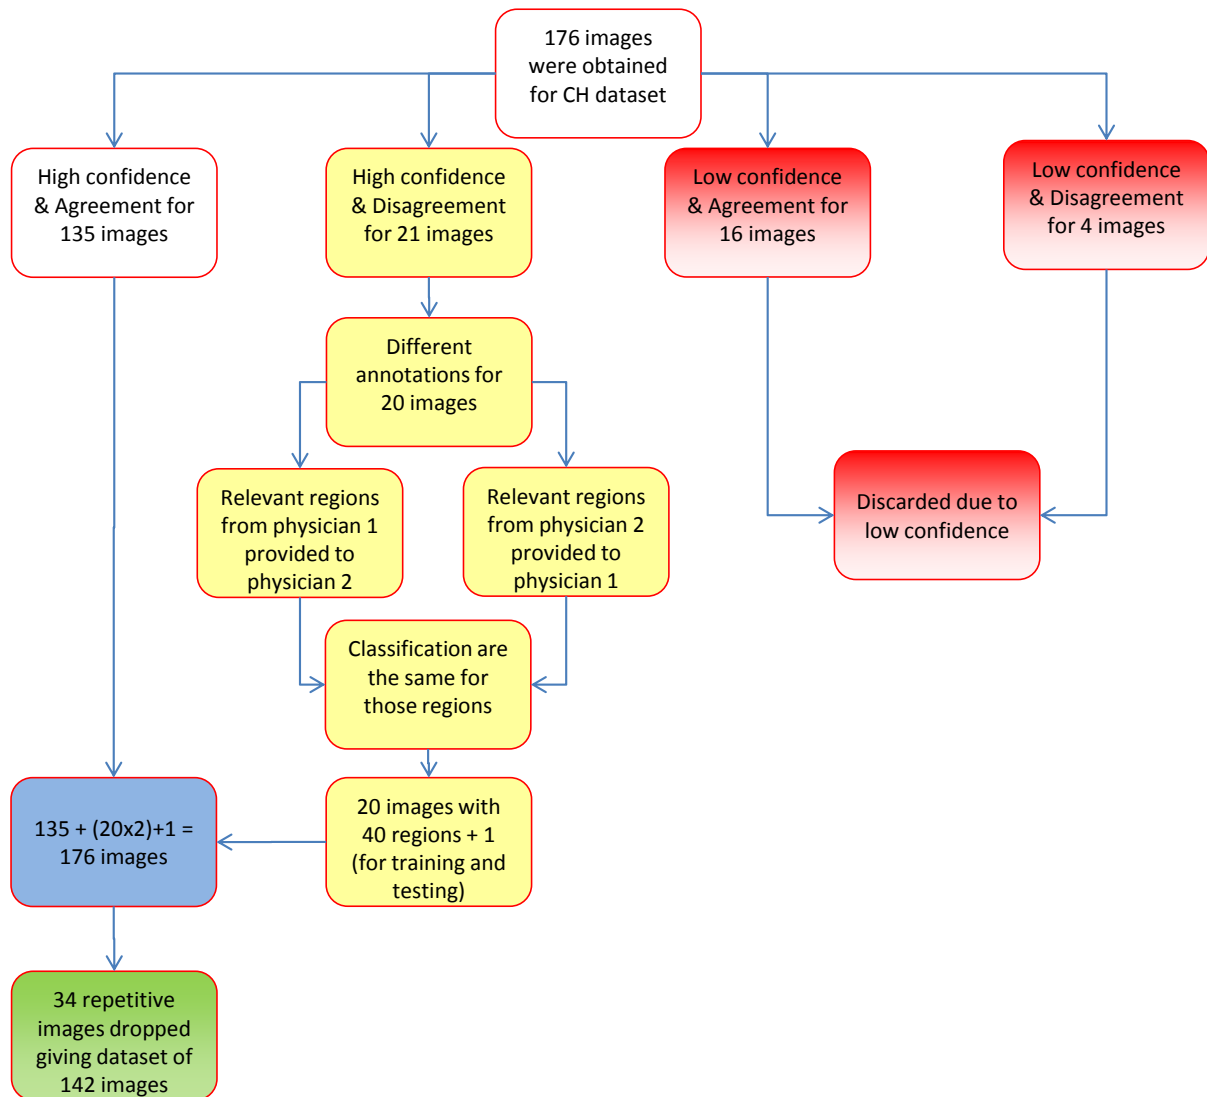 176 images
were obtained
for CH dataset
High confidence
& Agreement for
135 images
High confidence
& Disagreement
for 21 images
Low confidence
& Agreement for
16 images
Low confidence
& Disagreement
for 4 images
Different
annotations for
20 images
Relevant regions
from physician 1
provided to
physician 2
Relevant regions
from physician 2
provided to
physician 1
Discarded due to
low confidence
Classification are
the same for
those regions
135 + (20x2)+1 =
176 images
20 images with
40 regions + 1
(for training and
testing)
34 repetitive
images dropped
giving dataset of
142 images